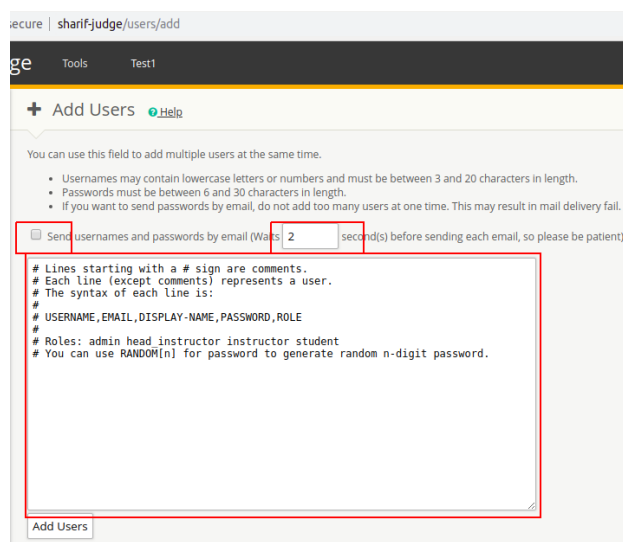 secure | sharif-judge/users/add
ge Tools Test1
Add Users Help
You can use this field to add multiple users at the same time.
Usernames may contain lowercase letters or numbers and must be between 3 and 20 characters in length.
Passwords must be between 6 and 30 characters in length.
If you want to send passwords by email, do not add too many users at one time. This may result in mail delivery fail.
Send usernames and passwords by email (Waits 2 second(s) before sending each email, so please be patient)
# Lines starting with a # sign are comments.
# Each line (except comments) represents a user.
# The syntax of each line is:
#
# USERNAME,EMAIL,DISPLAY-NAME,PASSWORD,ROLE
#
# Roles: admin head_instructor instructor student
# You can use RANDOM[n] for password to generate random n-digit password.
Add Users